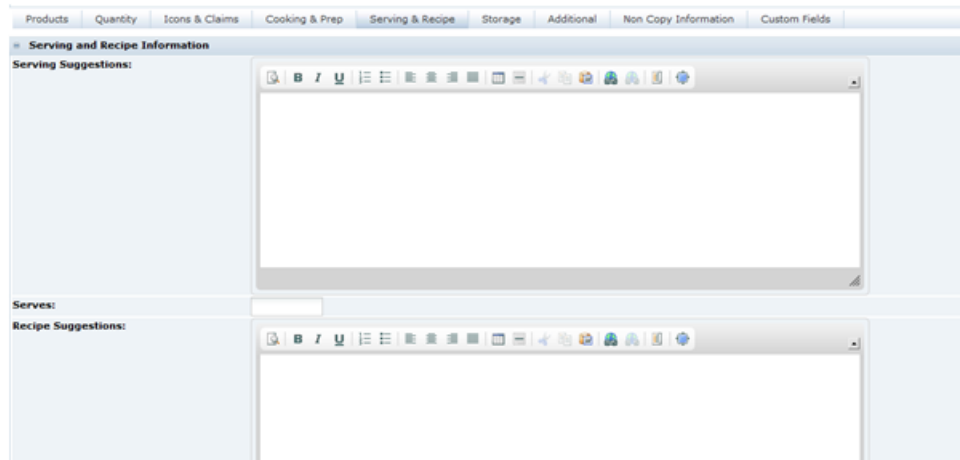 Products Quantity Icons & Claims Cooking & Prep Serving & Recipe Storage Additional Non Copy Information Custom Fields
Serving and Recipe Information
Serving Suggestions:
B I U
Serves:
Recipe Suggestions:
B I U